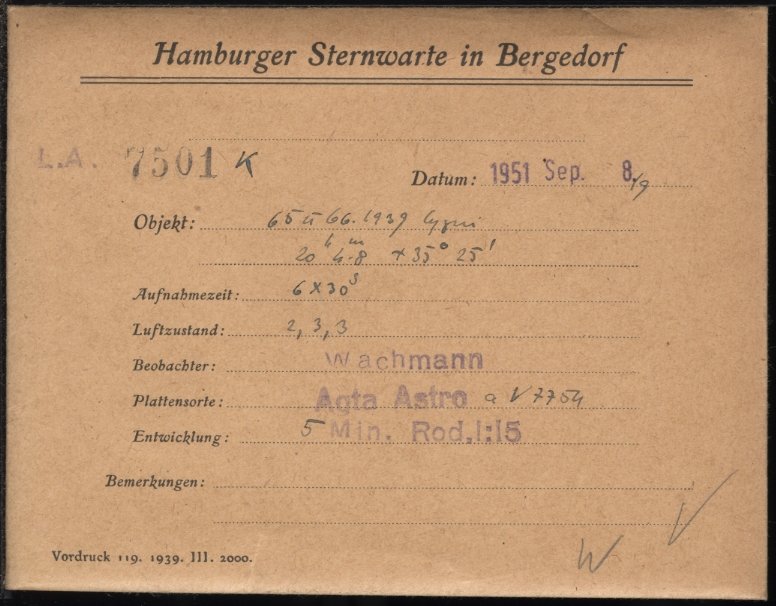 Hamburger Sternwarte in Bergedorf
L.A. 7501 K
Datum: 1951 Sep. 8./9
Objekt: 65 u 66.1939 Cygni
20h 4m.8 +35° 25'
Aufnahmezeit: 6 x 30s
Luftzustand: 2, 3, 3
Beobachter: Wachmann
Plattensorte: Agfa Astro a V 7754
Entwicklung: 5 Min. Rod.1:15
Bemerkungen:
V
W
Vordruck 119. 1939. III. 2000.